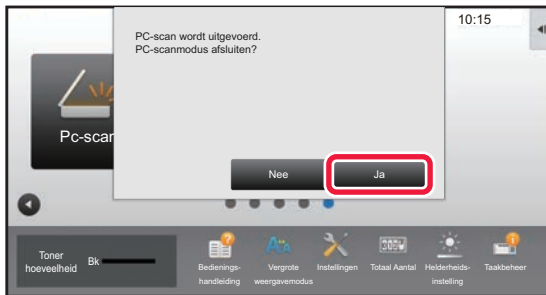 10:15
PC-scan wordt uitgevoerd.
PC-scanmodus afsluiten?
Pc-scan
Nee
Ja
Toner
hoeveelheid
Bk
Bedienings-
handleiding
Vergrote
weergavemodus
Instellingen
Totaal Aantal
Helderheids-
instelling
Taakbeheer